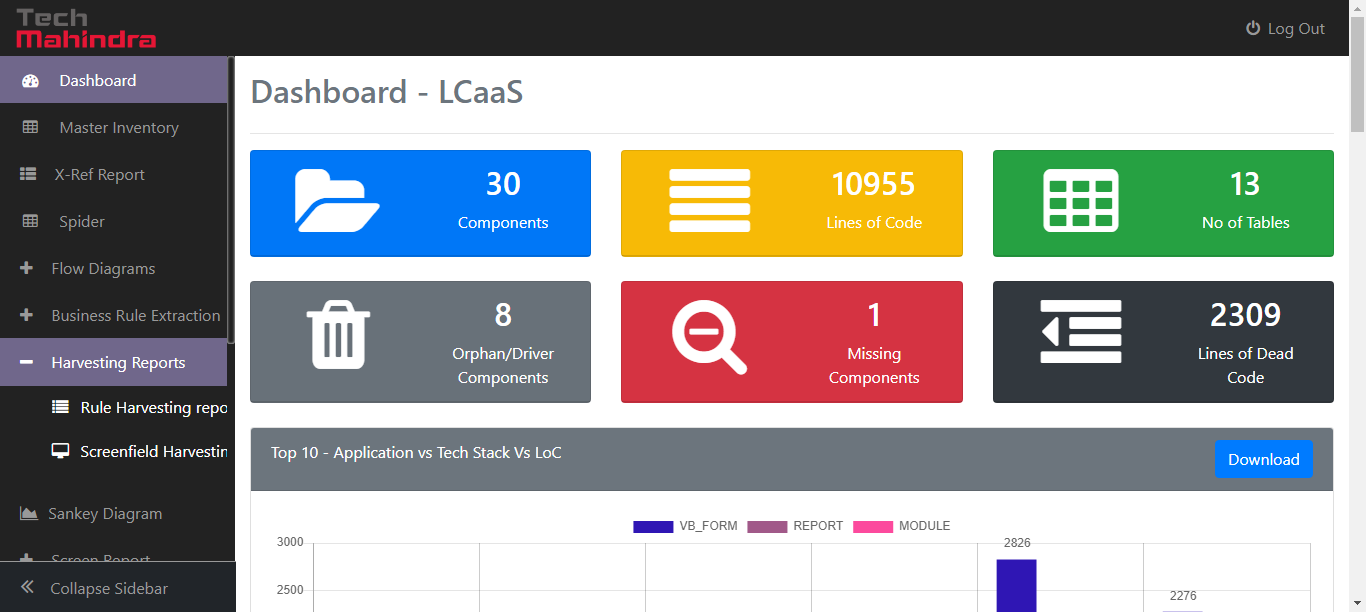 Tech
Mahindra
Log Out
Dashboard
Master Inventory
X-Ref Report
Spider
Flow Diagrams
Business Rule Extraction
Harvesting Reports
Rule Harvesting repo
Screenfield Harvestin
Sankey Diagram
Screen Report
Collapse Sidebar
Dashboard - LCaaS
30
Components
10955
Lines of Code
13
No of Tables
8
Orphan/Driver
Components
1
Missing
Components
2309
Lines of Dead
Code
Top 10 - Application vs Tech Stack Vs LoC
Download
VB_FORM REPORT MODULE
3000
2826
2500
2276